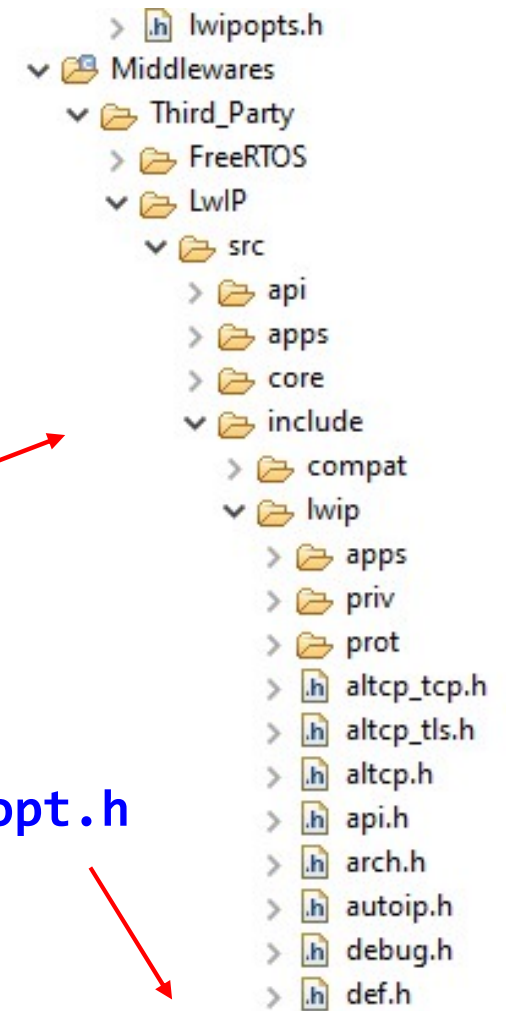 lwipopts.h
Middlewares
Third_Party
FreeRTOS
LwIP
src
api
apps
core
include
compat
lwip
apps
priv
prot
altcp_tcp.h
altcp_tls.h
altcp.h
opt.h
api.h
arch.h
autoip.h
debug.h
def.h